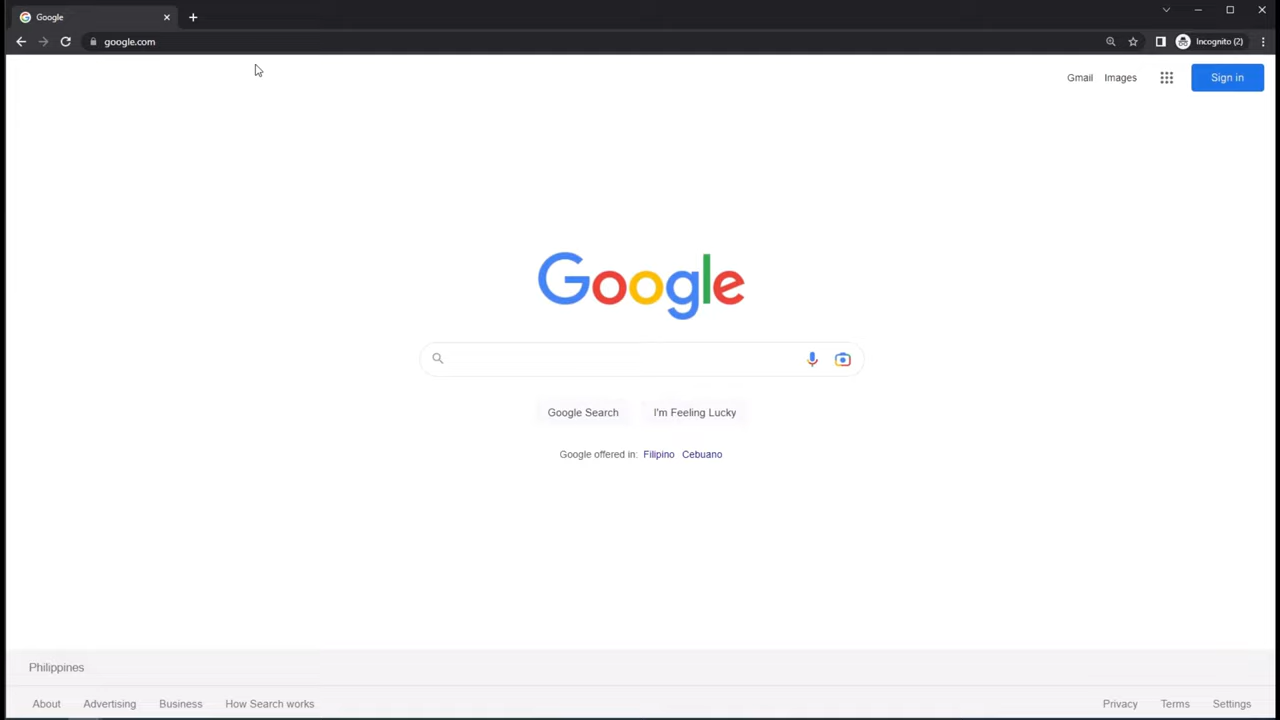 Google
google.com
Incognito (2)
Gmail Images Sign in
Google
Google Search I'm Feeling Lucky
Google offered in: Filipino Cebuano
Philippines
About Advertising Business How Search works Privacy Terms Settings